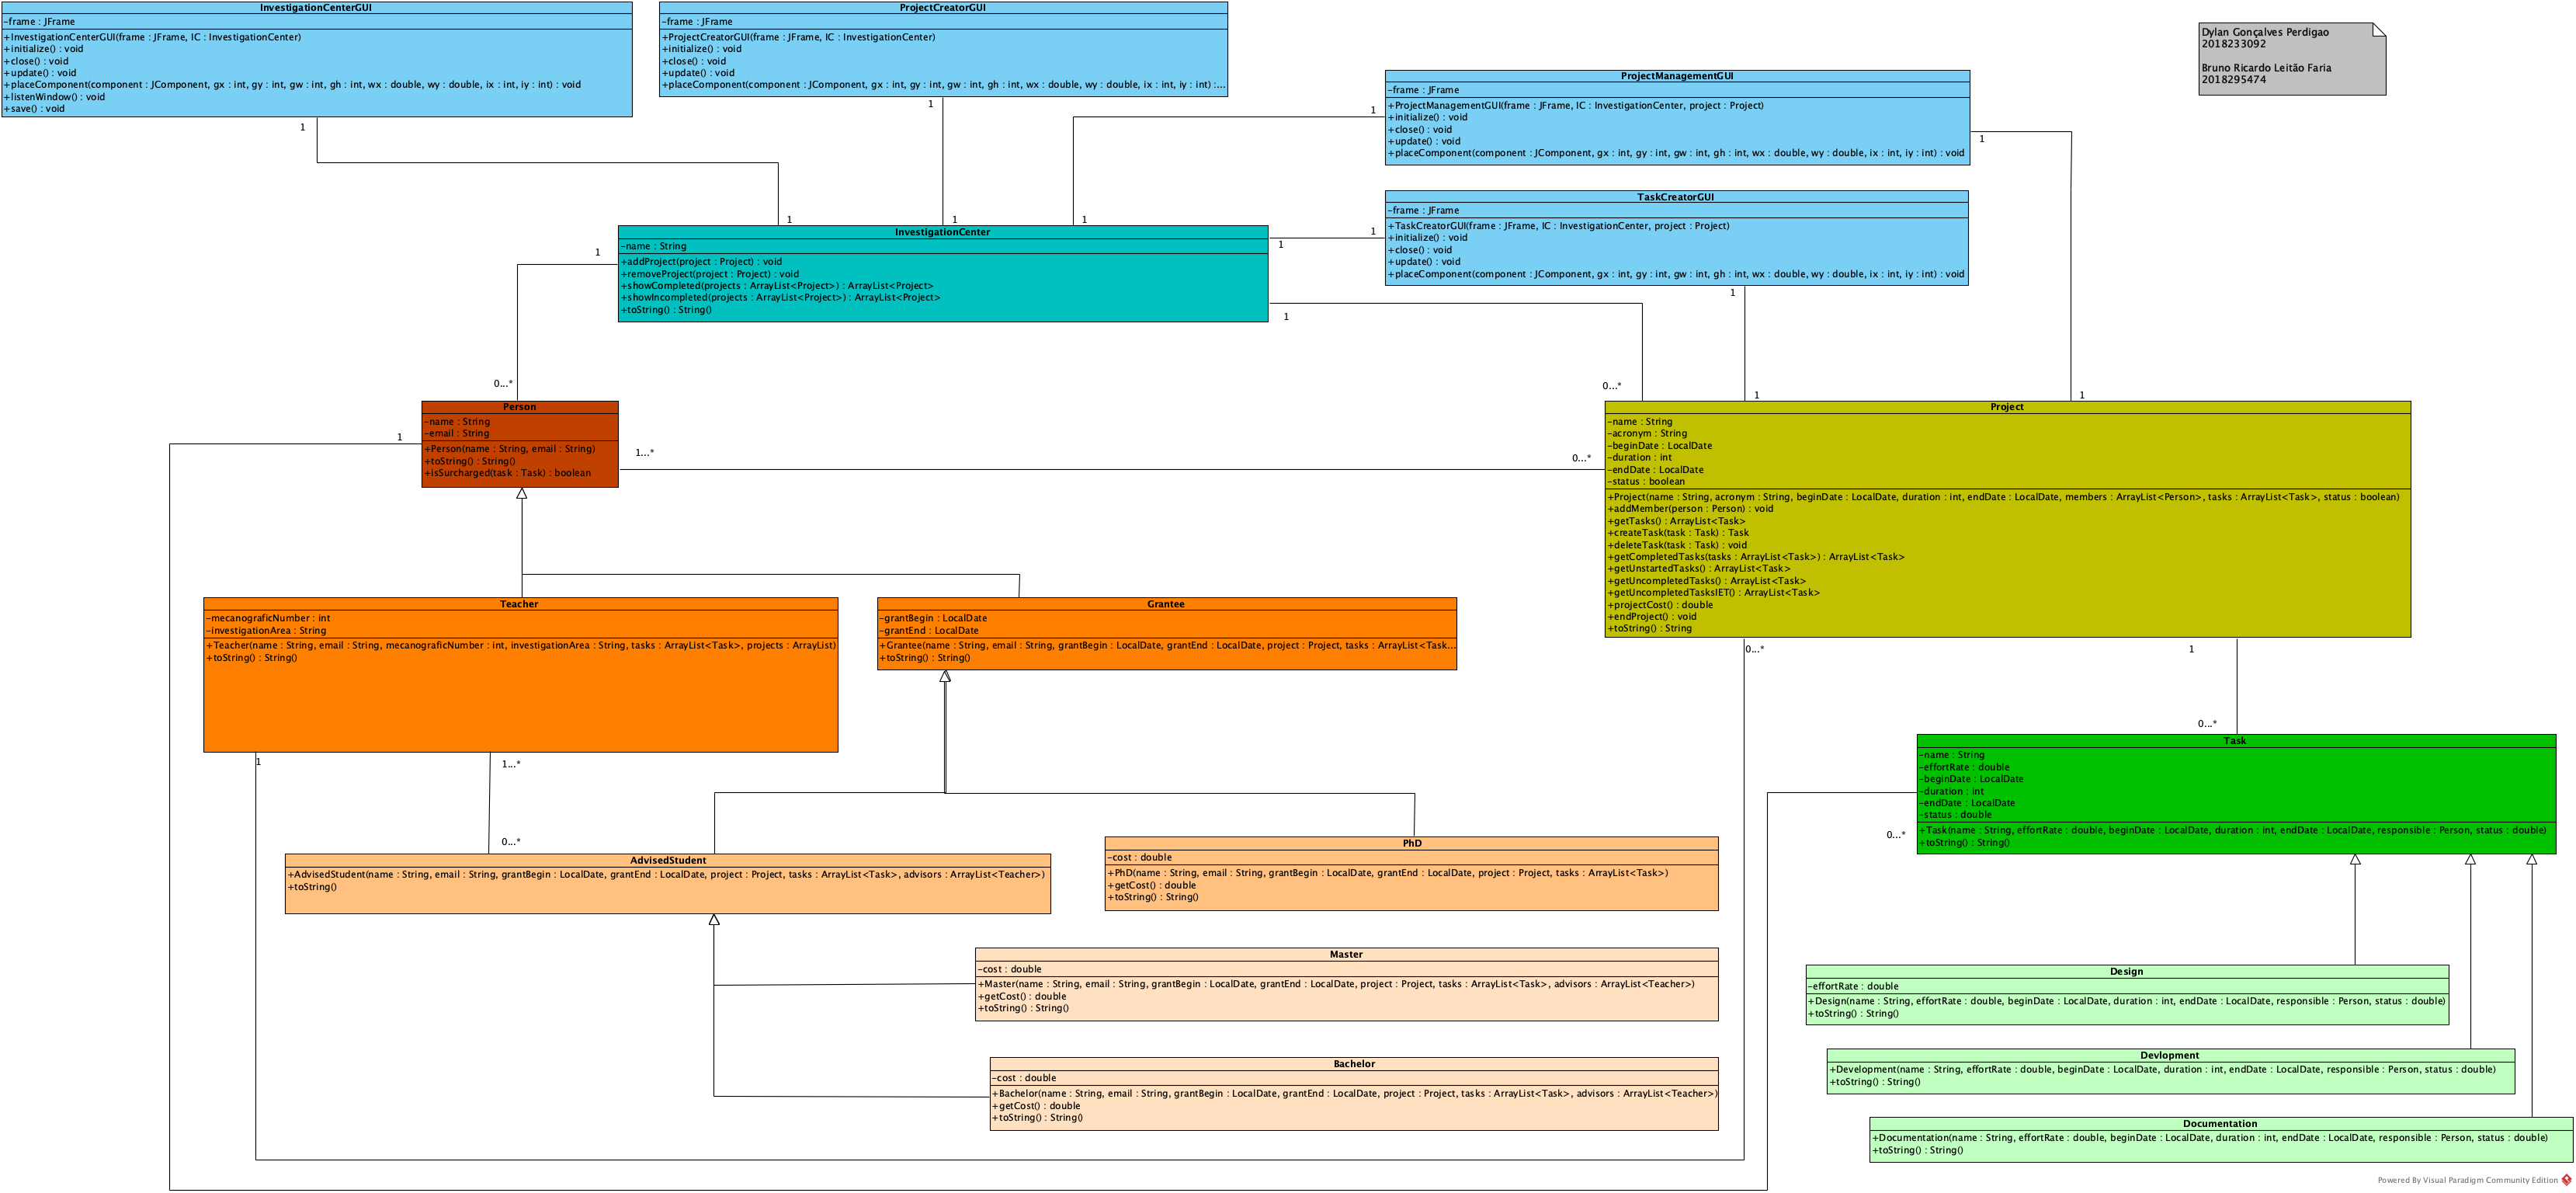 InvestigationCenterGUI
-frame : JFrame
+InvestigationCenterGUI(frame : JFrame, IC : InvestigationCenter)
+initialize() : void
+close() : void
+update() : void
+placeComponent(component : JComponent, gx : int, gy : int, gw : int, gh : int, wx : double, wy : double, ix : int, iy : int) : void
+listenWindow() : void
+save() : void
1
1
ProjectCreatorGUI
-frame : JFrame
+ProjectCreatorGUI(frame : JFrame, IC : InvestigationCenter)
+initialize() : void
+close() : void
+update() : void
+placeComponent(component : JComponent, gx : int, gy : int, gw : int, gh : int, wx : double, wy : double, ix : int, iy : int) :...
1
1
ProjectManagementGUI
-frame : JFrame
+ProjectManagementGUI(frame : JFrame, IC : InvestigationCenter, project : Project)
+initialize() : void
+close() : void
+update() : void
+placeComponent(component : JComponent, gx : int, gy : int, gw : int, gh : int, wx : double, wy : double, ix : int, iy : int) : void
1
1
1
1
Dylan Gonçalves Perdigao
2018233092
Bruno Ricardo Leitão Faria
2018295474
TaskCreatorGUI
-frame : JFrame
+TaskCreatorGUI(frame : JFrame, IC : InvestigationCenter, project : Project)
+initialize() : void
+close() : void
+update() : void
+placeComponent(component : JComponent, gx : int, gy : int, gw : int, gh : int, wx : double, wy : double, ix : int, iy : int) : void
1
1
1
1
InvestigationCenter
-name : String
+addProject(project : Project) : void
+removeProject(project : Project) : void
+showCompleted(projects : ArrayList<Project>) : ArrayList<Project>
+showIncompleted(projects : ArrayList<Project>) : ArrayList<Project>
+toString() : String()
1
0...*
1
0...*
Person
-name : String
-email : String
+Person(name : String, email : String)
+toString() : String()
+isSurcharged(task : Task) : boolean
1
1...*
0...*
Project
-name : String
-acronym : String
-beginDate : LocalDate
-duration : int
-endDate : LocalDate
-status : boolean
+Project(name : String, acronym : String, beginDate : LocalDate, duration : int, endDate : LocalDate, members : ArrayList<Person>, tasks : ArrayList<Task>, status : boolean)
+addMember(person : Person) : void
+getTasks() : ArrayList<Task>
+createTask(task : Task) : Task
+deleteTask(task : Task) : void
+getCompletedTasks(tasks : ArrayList<Task>) : ArrayList<Task>
+getUnstartedTasks() : ArrayList<Task>
+getUncompletedTasks() : ArrayList<Task>
+getUncompletedTasksIET() : ArrayList<Task>
+projectCost() : double
+endProject() : void
+toString() : String
0...*
1
0...*
Teacher
-mecanograficNumber : int
-investigationArea : String
+Teacher(name : String, email : String, mecanograficNumber : int, investigationArea : String, tasks : ArrayList<Task>, projects : ArrayList)
+toString() : String()
1
1...*
0...*
Grantee
-grantBegin : LocalDate
-grantEnd : LocalDate
+Grantee(name : String, email : String, grantBegin : LocalDate, grantEnd : LocalDate, project : Project, tasks : ArrayList<Task...
+toString() : String()
Task
-name : String
-effortRate : double
-beginDate : LocalDate
-duration : int
-endDate : LocalDate
-status : double
+Task(name : String, effortRate : double, beginDate : LocalDate, duration : int, endDate : LocalDate, responsible : Person, status : double)
+toString() : String()
0...*
AdvisedStudent
+AdvisedStudent(name : String, email : String, grantBegin : LocalDate, grantEnd : LocalDate, project : Project, tasks : ArrayList<Task>, advisors : ArrayList<Teacher>)
+toString()
PhD
-cost : double
+PhD(name : String, email : String, grantBegin : LocalDate, grantEnd : LocalDate, project : Project, tasks : ArrayList<Task>)
+getCost() : double
+toString() : String()
Master
-cost : double
+Master(name : String, email : String, grantBegin : LocalDate, grantEnd : LocalDate, project : Project, tasks : ArrayList<Task>, advisors : ArrayList<Teacher>)
+getCost() : double
+toString() : String()
Bachelor
-cost : double
+Bachelor(name : String, email : String, grantBegin : LocalDate, grantEnd : LocalDate, project : Project, tasks : ArrayList<Task>, advisors : ArrayList<Teacher>)
+getCost() : double
+toString() : String()
Design
-effortRate : double
+Design(name : String, effortRate : double, beginDate : LocalDate, duration : int, endDate : LocalDate, responsible : Person, status : double)
+toString() : String()
Devlopment
+Development(name : String, effortRate : double, beginDate : LocalDate, duration : int, endDate : LocalDate, responsible : Person, status : double)
+toString() : String()
Documentation
+Documentation(name : String, effortRate : double, beginDate : LocalDate, duration : int, endDate : LocalDate, responsible : Person, status : double)
+toString() : String()
Powered By Visual Paradigm Community Edition